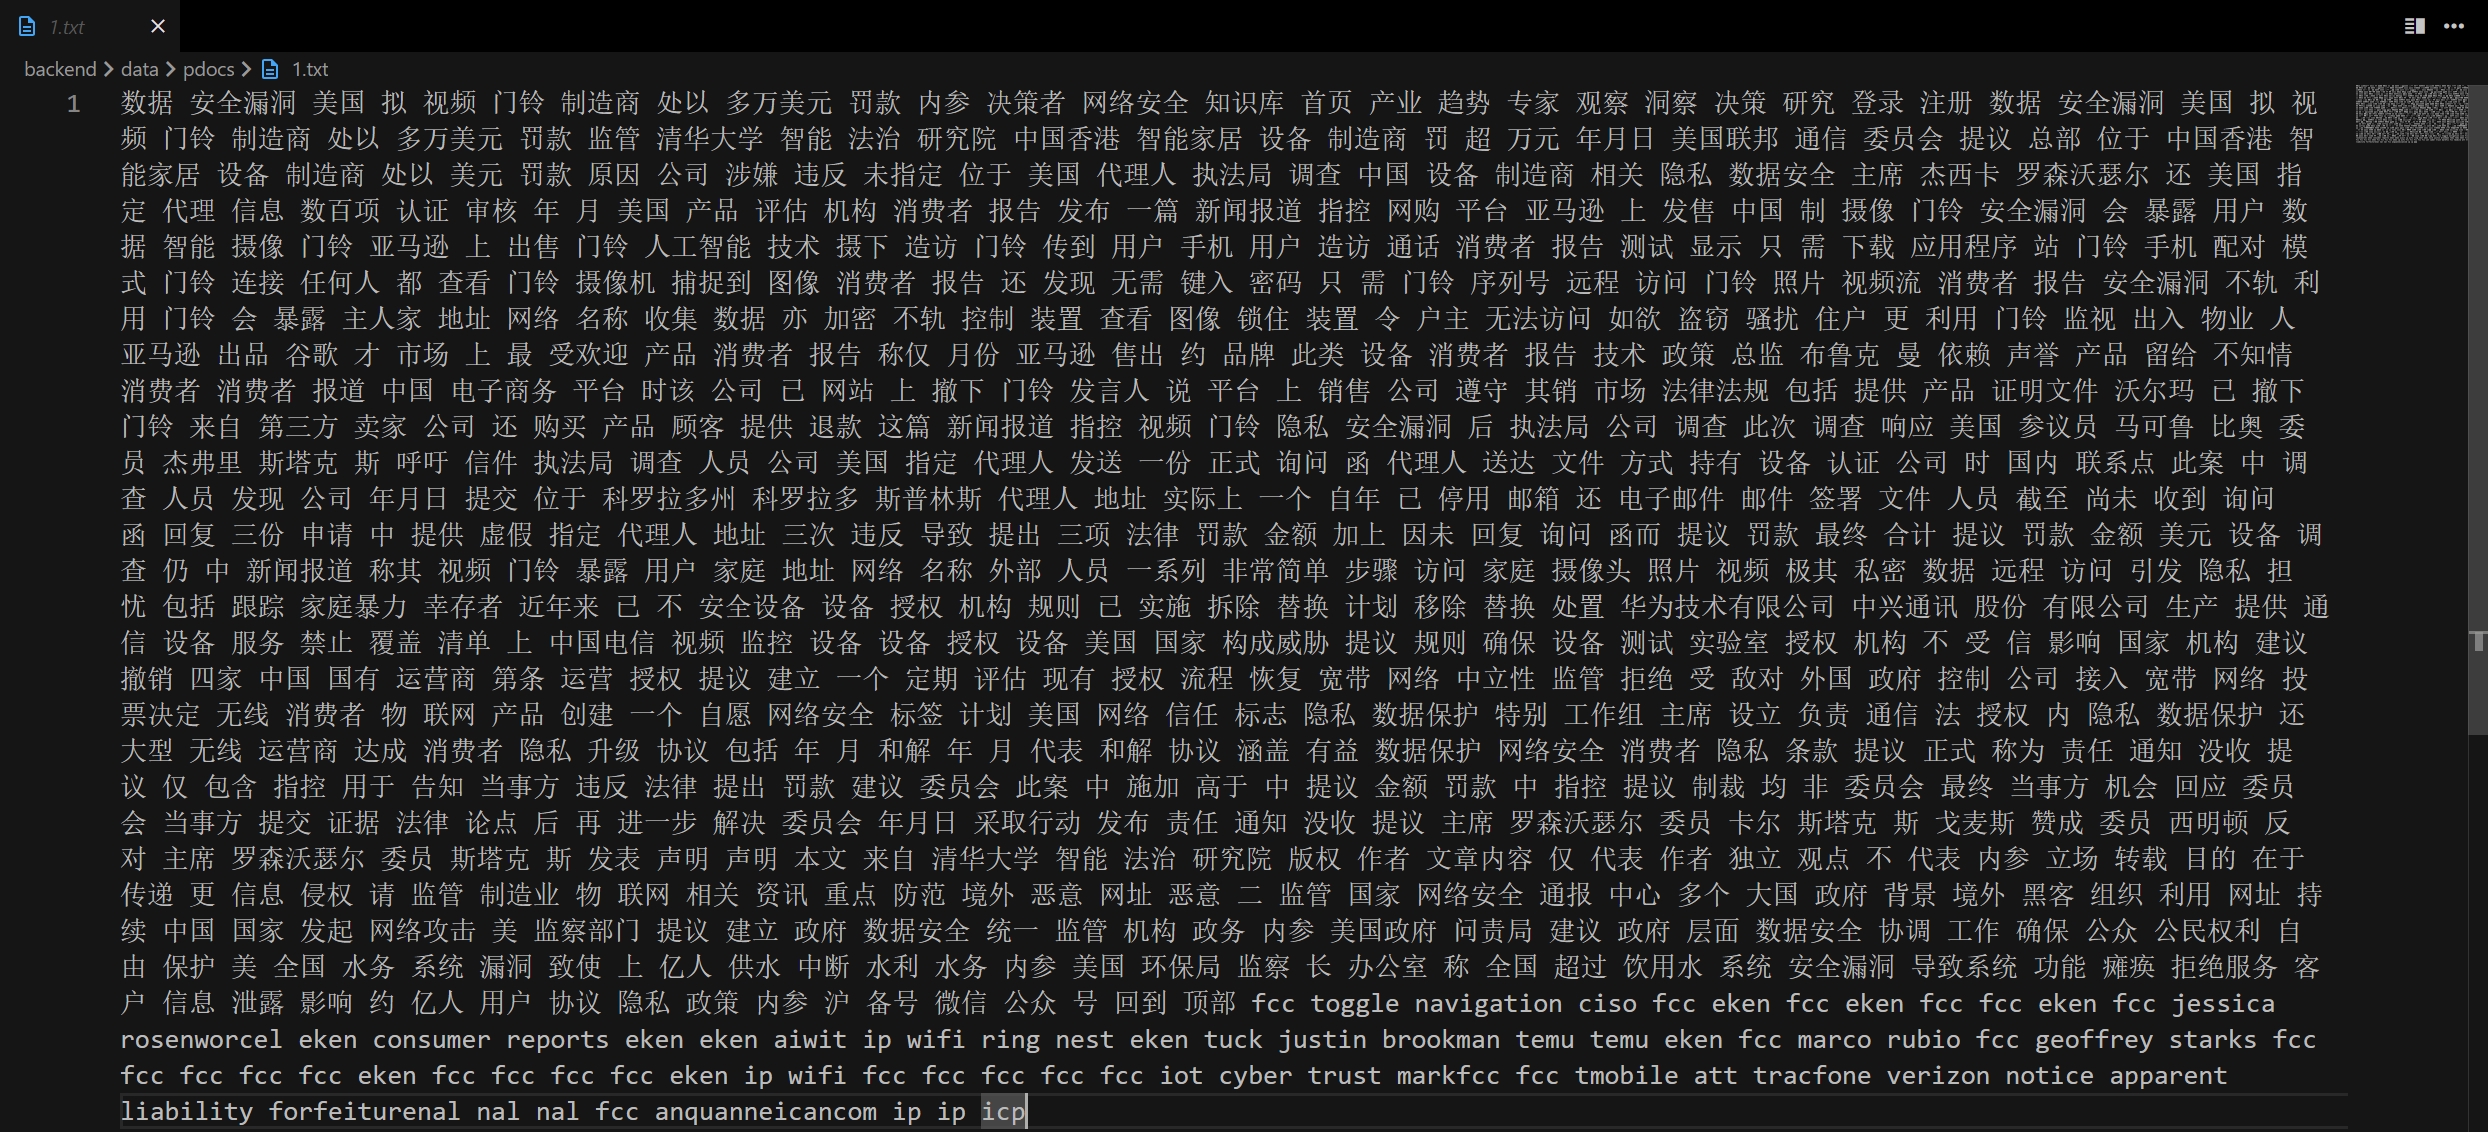 1.txt
backend data pdocs 1.txt
1
数据 安全漏洞 美国 拟 视频 门铃 制造商 处以 多万美元 罚款 内参 决策者 网络安全 知识库 首页 产业 趋势 专家 观察 洞察 决策 研究 登录 注册 数据 安全漏洞 美国 拟 视
频 门铃 制造商 处以 多万美元 罚款 监管 清华大学 智能 法治 研究院 中国香港 智能家居 设备 制造商 罚 超 万元 年月日 美国联邦 通信 委员会 提议 总部 位于 中国香港 智
能家居 设备 制造商 处以 美元 罚款 原因 公司 涉嫌 违反 未指定 位于 美国 代理人 执法局 调查 中国 设备 制造商 相关 隐私 数据安全 主席 杰西卡 罗森沃瑟尔 还 美国 指
定 代理 信息 数百项 认证 审核 年 月 美国 产品 评估 机构 消费者 报告 发布 一篇 新闻报道 指控 网购 平台 亚马逊 上 发售 中国 制 摄像 门铃 安全漏洞 会 暴露 用户 数
据 智能 摄像 门铃 亚马逊 上 出售 门铃 人工智能 技术 摄下 造访 门铃 传到 用户 手机 用户 造访 通话 消费者 报告 测试 显示 只 需 下载 应用程序 站 门铃 手机 配对 模
式 门铃 连接 任何人 都 查看 门铃 摄像机 捕捉到 图像 消费者 报告 还 发现 无需 键入 密码 只 需 门铃 序列号 远程 访问 门铃 照片 视频流 消费者 报告 安全漏洞 不轨 利
用 门铃 会 暴露 主人家 地址 网络 名称 收集 数据 亦 加密 不轨 控制 装置 查看 图像 锁住 装置 令 户主 无法访问 如欲 盗窃 骚扰 住户 更 利用 门铃 监视 出入 物业 人
亚马逊 出品 谷歌 才 市场 上 最 受欢迎 产品 消费者 报告 称仅 月份 亚马逊 售出 约 品牌 此类 设备 消费者 报告 技术 政策 总监 布鲁克 曼 依赖 声誉 产品 留给 不知情
消费者 消费者 报道 中国 电子商务 平台 时该 公司 已 网站 上 撤下 门铃 发言人 说 平台 上 销售 公司 遵守 其销 市场 法律法规 包括 提供 产品 证明文件 沃尔玛 已 撤下
门铃 来自 第三方 卖家 公司 还 购买 产品 顾客 提供 退款 这篇 新闻报道 指控 视频 门铃 隐私 安全漏洞 后 执法局 公司 调查 此次 调查 响应 美国 参议员 马可鲁 比奥 委
员 杰弗里 斯塔克 斯 呼吁 信件 执法局 调查 人员 公司 美国 指定 代理人 发送 一份 正式 询问 函 代理人 送达 文件 方式 持有 设备 认证 公司 时 国内 联系点 此案 中 调
查 人员 发现 公司 年月日 提交 位于 科罗拉多州 科罗拉多 斯普林斯 代理人 地址 实际上 一个 自年 已 停用 邮箱 还 电子邮件 邮件 签署 文件 人员 截至 尚未 收到 询问
函 回复 三份 申请 中 提供 虚假 指定 代理人 地址 三次 违反 导致 提出 三项 法律 罚款 金额 加上 因未 回复 询问 函而 提议 罚款 最终 合计 提议 罚款 金额 美元 设备 调
查 仍 中 新闻报道 称其 视频 门铃 暴露 用户 家庭 地址 网络 名称 外部 人员 一系列 非常简单 步骤 访问 家庭 摄像头 照片 视频 极其 私密 数据 远程 访问 引发 隐私 担
忧 包括 跟踪 家庭暴力 幸存者 近年来 已 不 安全设备 设备 授权 机构 规则 已 实施 拆除 替换 计划 移除 替换 处置 华为技术有限公司 中兴通讯 股份 有限公司 生产 提供 通
信 设备 服务 禁止 覆盖 清单 上 中国电信 视频 监控 设备 设备 授权 设备 美国 国家 构成威胁 提议 规则 确保 设备 测试 实验室 授权 机构 不 受 信 影响 国家 机构 建议
撤销 四家 中国 国有 运营商 第条 运营 授权 提议 建立 一个 定期 评估 现有 授权 流程 恢复 宽带 网络 中立性 监管 拒绝 受 敌对 外国 政府 控制 公司 接入 宽带 网络 投
票决定 无线 消费者 物 联网 产品 创建 一个 自愿 网络安全 标签 计划 美国 网络 信任 标志 隐私 数据保护 特别 工作组 主席 设立 负责 通信 法 授权 内 隐私 数据保护 还
大型 无线 运营商 达成 消费者 隐私 升级 协议 包括 年 月 和解 年 月 代表 和解 协议 涵盖 有益 数据保护 网络安全 消费者 隐私 条款 提议 正式 称为 责任 通知 没收 提
议 仅 包含 指控 用于 告知 当事方 违反 法律 提出 罚款 建议 委员会 此案 中 施加 高于 中 提议 金额 罚款 中 指控 提议 制裁 均 非 委员会 最终 当事方 机会 回应 委员
会 当事方 提交 证据 法律 论点 后 再 进一步 解决 委员会 年月日 采取行动 发布 责任 通知 没收 提议 主席 罗森沃瑟尔 委员 卡尔 斯塔克 斯 戈麦斯 赞成 委员 西明顿 反
对 主席 罗森沃瑟尔 委员 斯塔克 斯 发表 声明 声明 本文 来自 清华大学 智能 法治 研究院 版权 作者 文章内容 仅 代表 作者 独立 观点 不 代表 内参 立场 转载 目的 在于
传递 更 信息 侵权 请 监管 制造业 物 联网 相关 资讯 重点 防范 境外 恶意 网址 恶意 二 监管 国家 网络安全 通报 中心 多个 大国 政府 背景 境外 黑客 组织 利用 网址 持
续 中国 国家 发起 网络攻击 美 监察部门 提议 建立 政府 数据安全 统一 监管 机构 政务 内参 美国政府 问责局 建议 政府 层面 数据安全 协调 工作 确保 公众 公民权利 自
由 保护 美 全国 水务 系统 漏洞 致使 上 亿人 供水 中断 水利 水务 内参 美国 环保局 监察 长 办公室 称 全国 超过 饮用水 系统 安全漏洞 导致系统 功能 瘫痪 拒绝服务 客
户 信息 泄露 影响 约 亿人 用户 协议 隐私 政策 内参 沪 备号 微信 公众 号 回到 顶部 fcc toggle navigation ciso fcc eken fcc eken fcc fcc eken fcc jessica
rosenworcel eken consumer reports eken eken aiwit ip wifi ring nest eken tuck justin brookman temu temu eken fcc marco rubio fcc geoffrey starks fcc
fcc fcc fcc fcc eken fcc fcc fcc fcc eken ip wifi fcc fcc fcc fcc fcc iot cyber trust markfcc fcc tmobile att tracfone verizon notice apparent
liability forfeiturenal nal nal fcc anquanneicancom ip ip icp